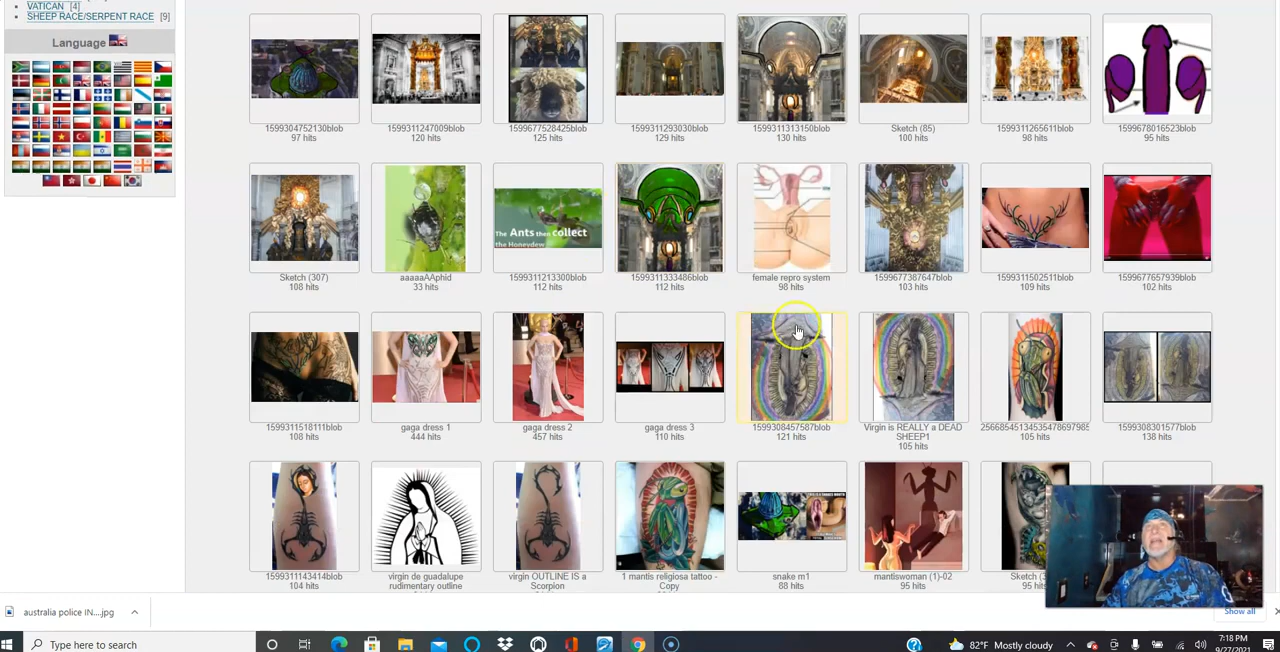 VATICAN [4]
SHEEP RACE/SERPENT RACE [9]
Language
1599304752130blob
97 hits
1599311247009blob
120 hits
1599677528425blob
125 hits
1599311293030blob
129 hits
1599311313150blob
130 hits
Sketch (85)
100 hits
1599311265611blob
98 hits
1599678016523blob
95 hits
The Ants then collect
the Honeydew
Sketch (307)
108 hits
aaaaaAAphid
33 hits
1599311213300blob
112 hits
1599311333486blob
112 hits
female repro system
98 hits
1599677387647blob
103 hits
1599311502511blob
109 hits
1599677657939blob
102 hits
1599311518111blob
108 hits
gaga dress 1
444 hits
gaga dress 2
457 hits
gaga dress 3
110 hits
1599308457587blob
121 hits
Virgin is REALLY a DEAD
SHEEP1
105 hits
25668545134535478697985
105 hits
1599308301577blob
138 hits
1599311143414blob
104 hits
virgin de guadalupe
rudimentary outline
virgin OUTLINE IS a
Scorpion
1 mantis religiosa tattoo -
Copy
snake m1
88 hits
mantiswoman (1)-02
95 hits
95 hits
australia police IN....jpg
Show all
Type here to search
82°F Mostly cloudy
7:18 PM
9/27/2021